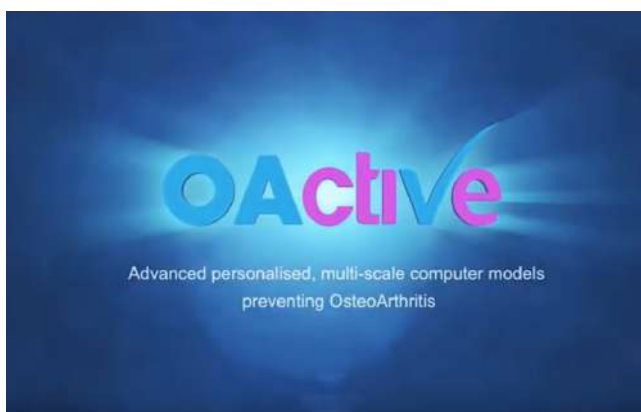 OActive
Advanced personalised, multi-scale computer models
preventing OsteoArthritis